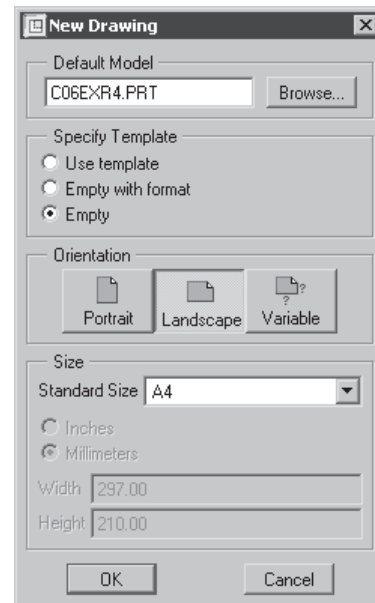 New Drawing
Default Model
C06EXR4.PRT Browse...
Specify Template
Use template
Empty with format
Empty
Orientation
Portrait Landscape Variable
Size
Standard Size A4
Inches
Millimeters
Width 297.00
Height 210.00
OK Cancel